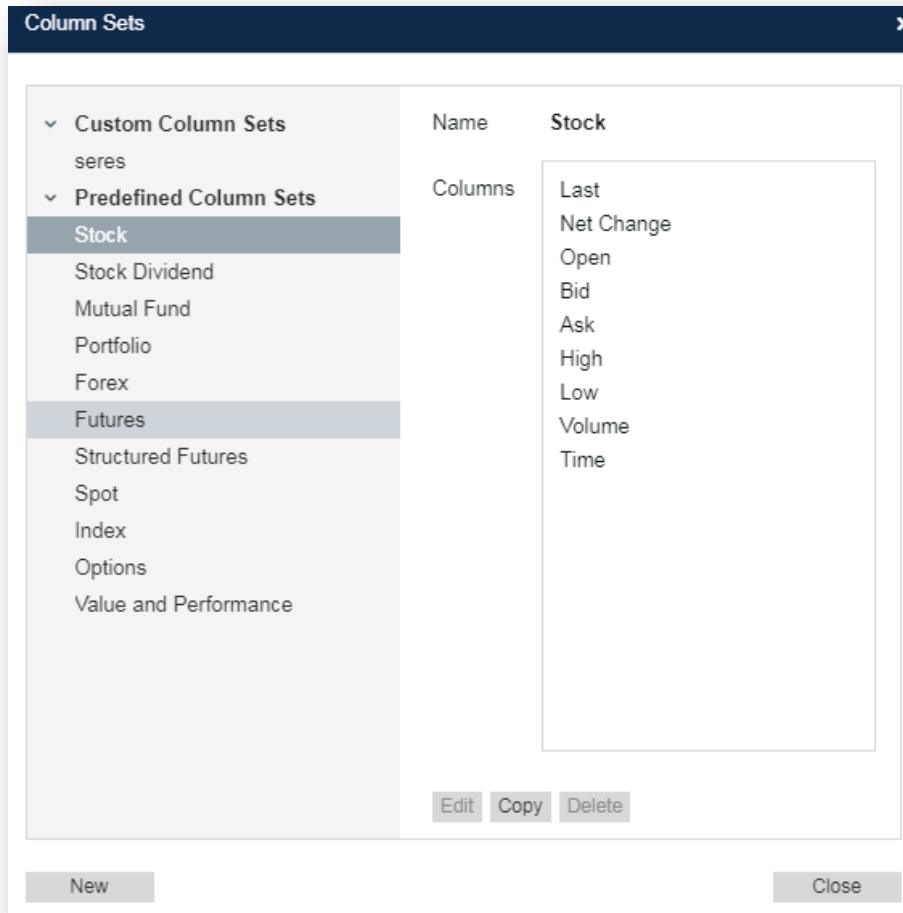 Column Sets
Custom Column Sets
seres
Predefined Column Sets
Stock
Stock Dividend
Mutual Fund
Portfolio
Forex
Futures
Structured Futures
Spot
Index
Options
Value and Performance
Name Stock
Columns
Last
Net Change
Open
Bid
Ask
High
Low
Volume
Time
Edit Copy Delete
New Close